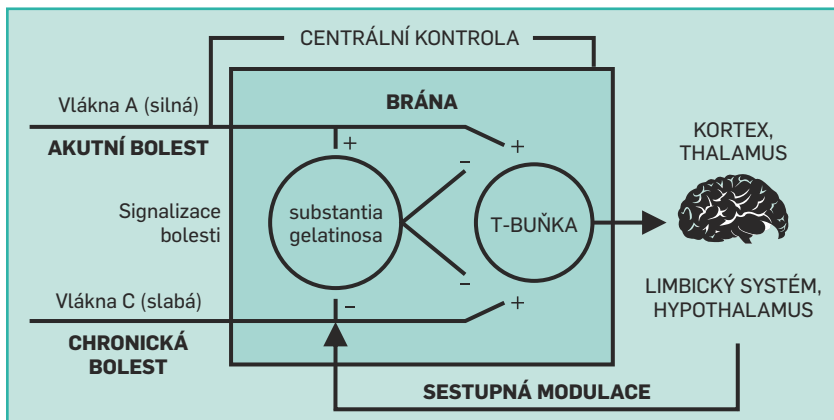 CENTRÁLNÍ KONTROLA
Vlákna A (silná)
BRÁNA
AKUTNÍ BOLEST
+
+
KORTEX,
THALAMUS
–
Signalizace
bolesti
substantia
gelatinosa
T-BUŇKA
–
LIMBICKÝ SYSTÉM,
HYPOTHALAMUS
Vlákna C (slabá)
–
+
CHRONICKÁ
BOLEST
SESTUPNÁ MODULACE